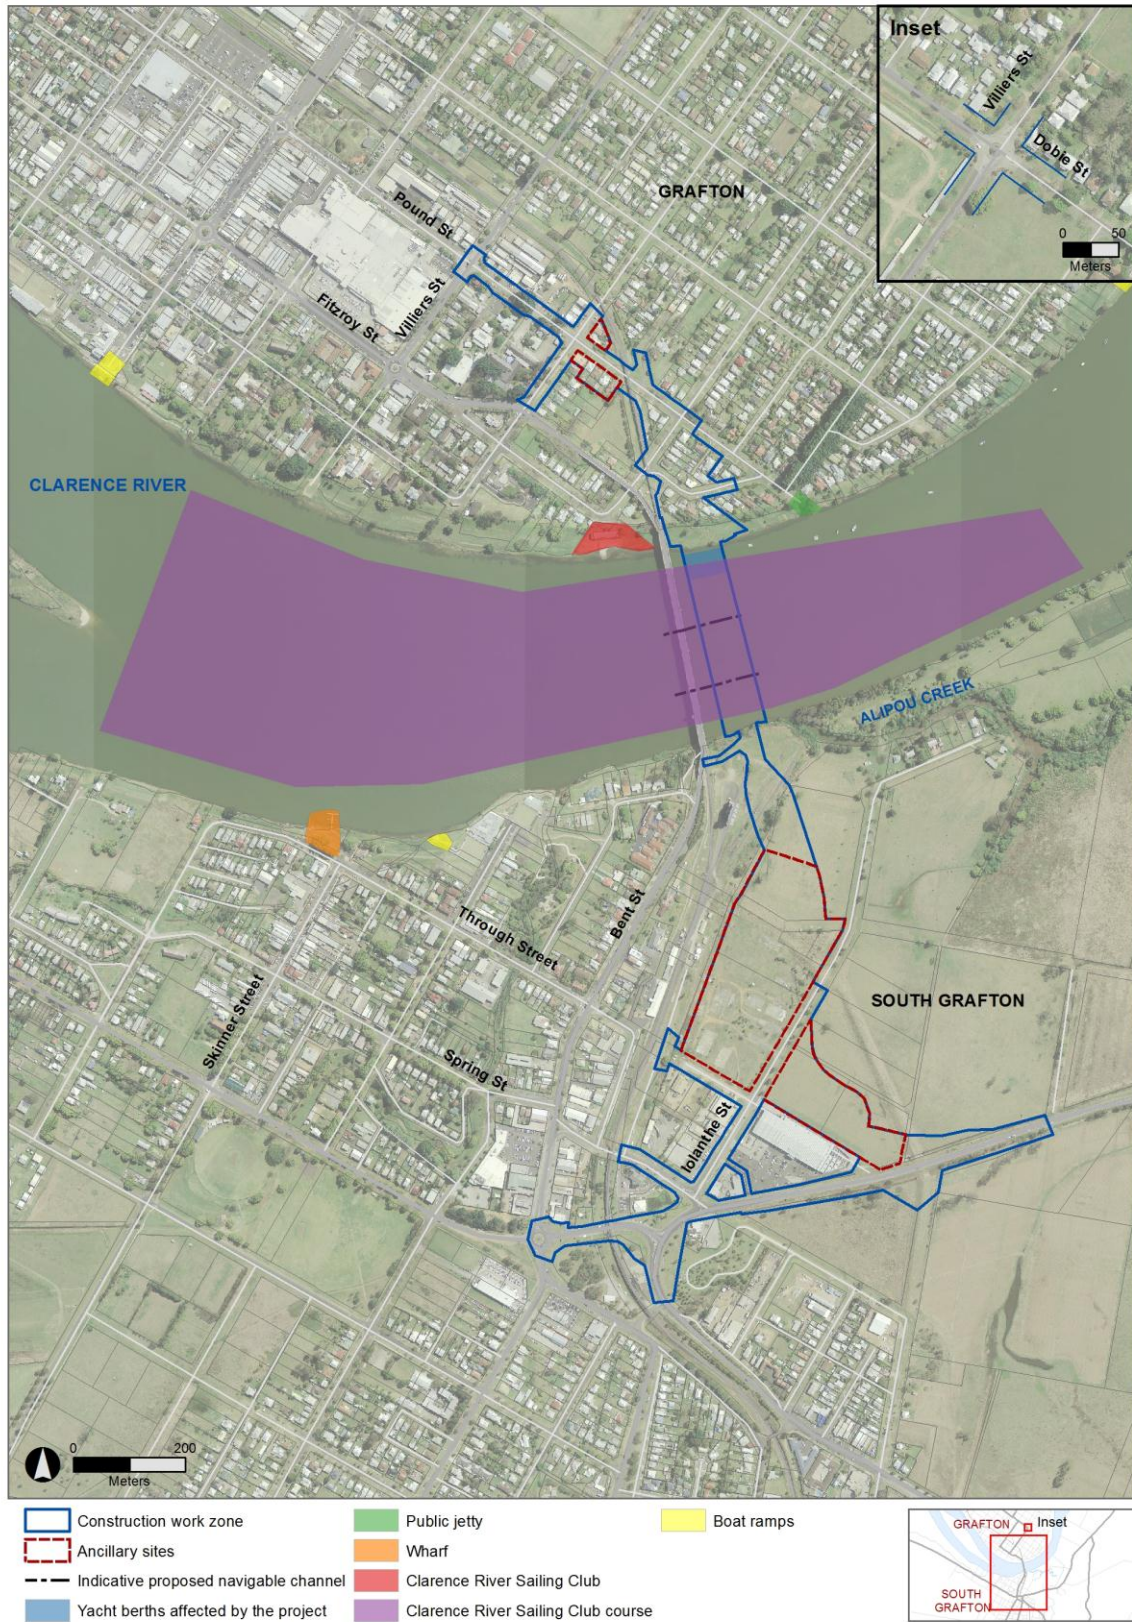 Inset
Villiers St
Dobie St
0 50
Meters
GRAFTON
Pound St
Villiers St
Fitzroy St
CLARENCE RIVER
ALIPOU CREEK
Through Street
Bent St
SOUTH GRAFTON
Skinner Street
Spring St
Iolanthe St
0 200
Meters
Construction work zone
Ancillary sites
Indicative proposed navigable channel
Yacht berths affected by the project
Public jetty
Wharf
Clarence River Sailing Club
Clarence River Sailing Club course
Boat ramps
GRAFTON
Inset
SOUTH
GRAFTON